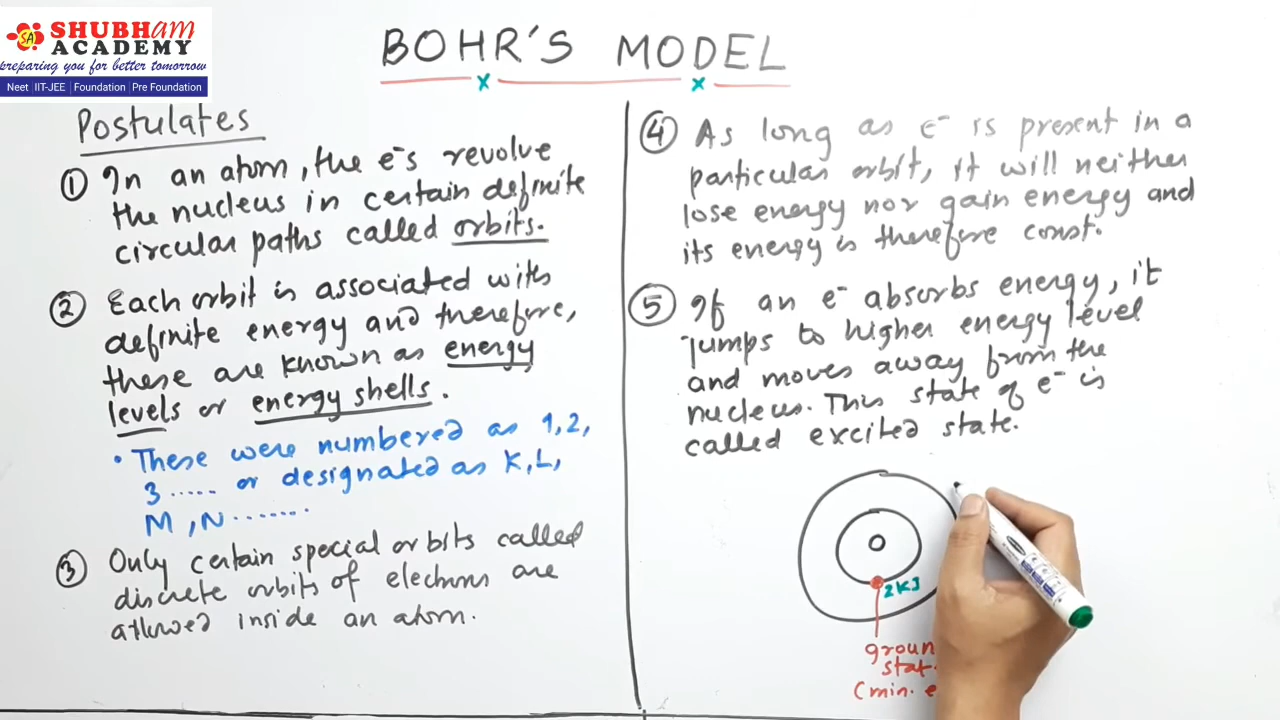 SHUBHAM
ACADEMY
SA
preparing you for better tomorrow
Neet | IIT-JEE | Foundation | Pre Foundation
BOHR'S MODEL
Postulates
① In an atom, the e⁻s revolve
the nucleus in certain definite
circular paths called orbits.
② Each orbit is associated with
definite energy and therefore,
these are known as energy
levels or energy shells.
• These were numbered as 1,2,
3 ..... or designated as K,L,
M ,N .......
③ Only certain special orbits called
discrete orbits of electrons are
allowed inside an atom.
④ As long as e⁻ is present in a
particular orbit, it will neither
lose energy nor gain energy and
its energy is therefore const.
⑤ If an e⁻ absorbs energy, it
jumps to higher energy level
and moves away from the
nucleus. This state of e⁻ is
called excited state.
2KJ
groun
stat
(min. e